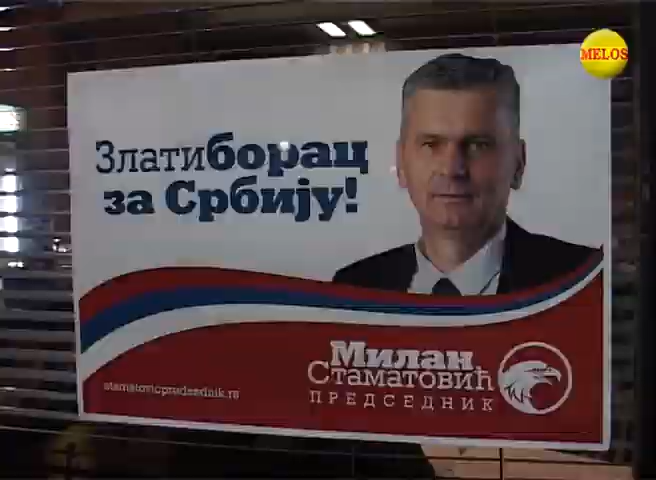 MELOS
Златиборац
за Србију!
Милан
Стаматовић
ПРЕДСЕДНИК
stamatovicpredsednik.rs